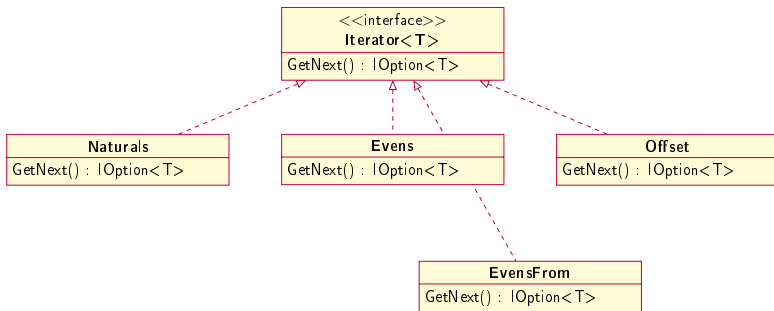 <<interface>>
Iterator<T>
GetNext() : IOption<T>
Naturals
GetNext() : IOption<T>
Evens
GetNext() : IOption<T>
Offset
GetNext() : IOption<T>
EvensFrom
GetNext() : IOption<T>